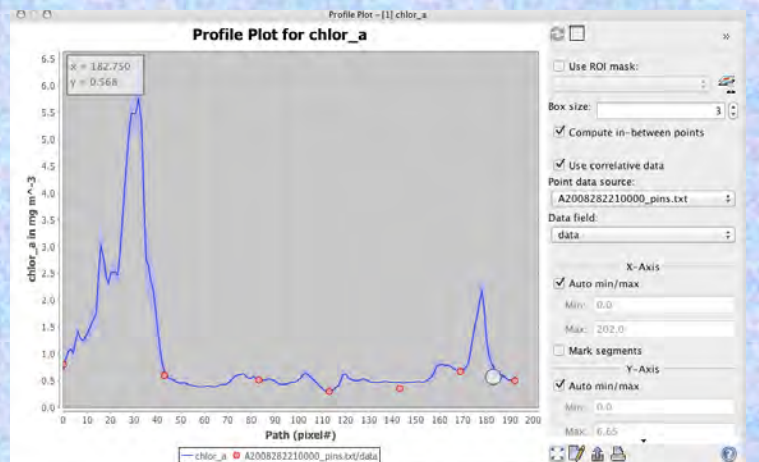 Profile Plot – [1] chlor_a
Profile Plot for chlor_a
x = 182.750
y = 0.568
6.5
6.0
5.5
5.0
4.5
4.0
3.5
3.0
2.5
2.0
1.5
1.0
0.5
0.0
chlor_a in mg m^-3
0 10 20 30 40 50 60 70 80 90 100 110 120 130 140 150 160 170 180 190 200
Path (pixel#)
chlor_a A2008282210000_pins.txt/data
»
Use ROI mask:
Box size: 3
Compute in-between points
Use correlative data
Point data source:
A2008282210000_pins.txt
Data field:
data
X-Axis
Auto min/max
Min: 0.0
Max: 202.0
Mark segments
Y-Axis
Auto min/max
Min: 0.0
Max: 6.65
?